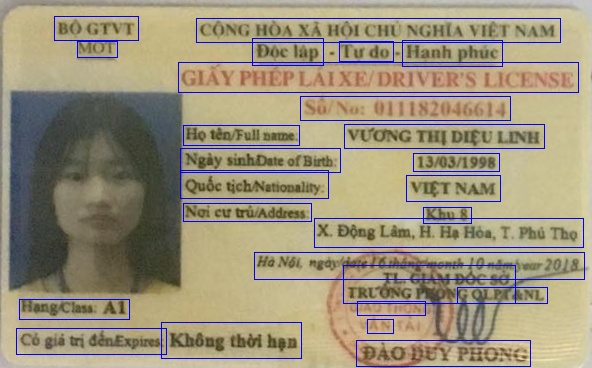 BỘ GTVT
MOT
CỘNG HÒA XÃ HỘI CHỦ NGHĨA VIỆT NAM
Độc lập - Tự do - Hạnh phúc
GIẤY PHÉP LÁI XE/DRIVER'S LICENSE
Số/No: 011182046614
Họ tên/Full name: VƯƠNG THỊ DIỆU LINH
Ngày sinh/Date of Birth: 13/03/1998
Quốc tịch/Nationality: VIỆT NAM
Nơi cư trú/Address: Khu 8
X. Động Lâm, H. Hạ Hòa, T. Phú Thọ
Hà Nội, ngày/date 16 tháng/month 10 năm/year 2018
TL. GIÁM ĐỐC SỞ
TRƯỞNG PHÒNG QLPT&NL
GIAO THÔNG
VẬN TẢI
Hạng/Class: A1
Có giá trị đến/Expires: Không thời hạn
ĐÀO DUY PHONG